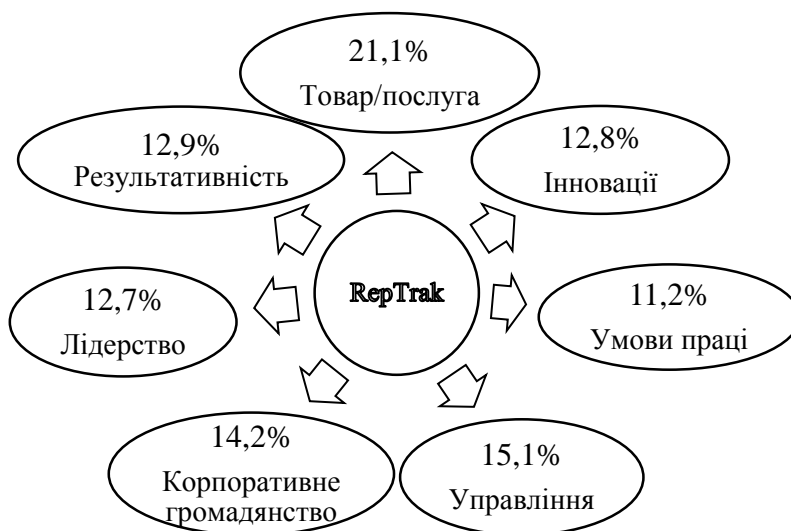 21,1%
Товар/послуга
12,9%
Результативність
12,8%
Інновації
RepTrak
12,7%
Лідерство
11,2%
Умови праці
14,2%
Корпоративне
громадянство
15,1%
Управління